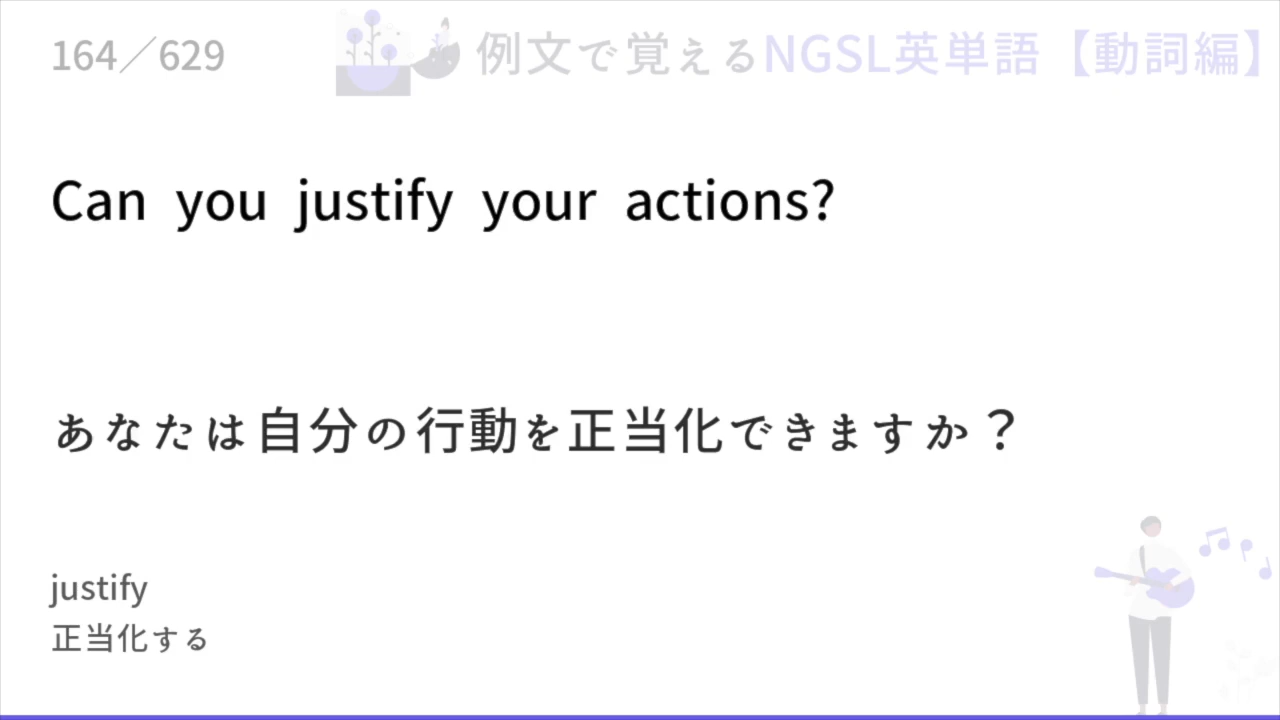 164／629
例文で覚えるNGSL英単語【動詞編】
Can you justify your actions?
あなたは自分の行動を正当化できますか？
justify
正当化する